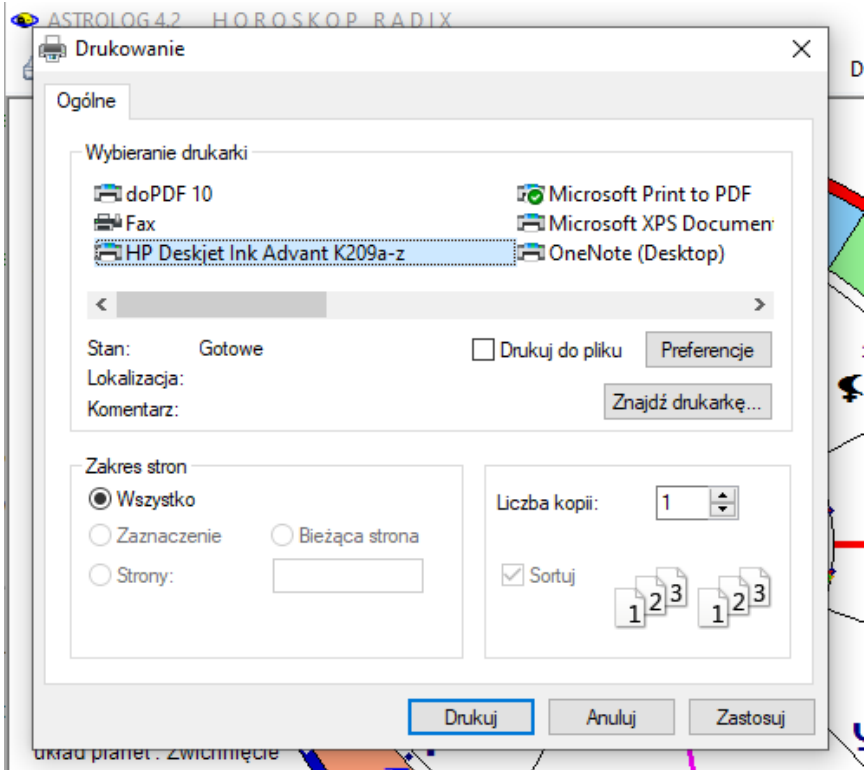 ASTROLOG 4.2 HOROSKOP RADIX
Drukowanie
D
Ogólne
Wybieranie drukarki
doPDF 10
Microsoft Print to PDF
Fax
Microsoft XPS Documen
HP Deskjet Ink Advant K209a-z
OneNote (Desktop)
Stan: Gotowe
Drukuj do pliku
Preferencje
Lokalizacja:
Komentarz:
Znajdź drukarkę...
Zakres stron
Wszystko
Liczba kopii: 1
Zaznaczenie
Bieżąca strona
Strony:
Sortuj
1 2 3 1 2 3
Drukuj
Anuluj
Zastosuj
układ planet : Zwichnięcie